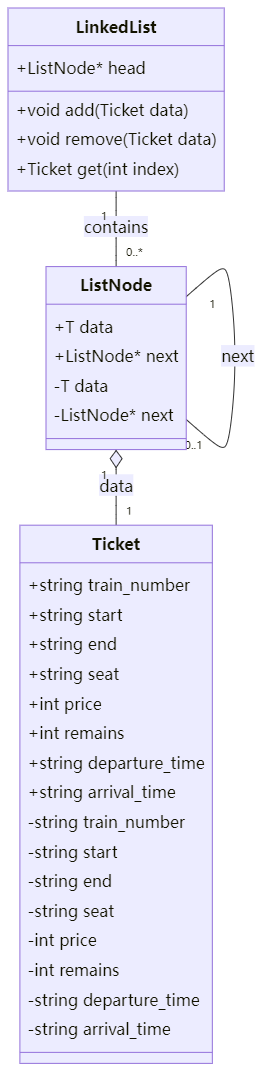 LinkedList
+ListNode* head
+void add(Ticket data)
+void remove(Ticket data)
+Ticket get(int index)
1
contains
0..*
ListNode
+T data
+ListNode* next
-T data
-ListNode* next
1
next
0..1
1
data
1
Ticket
+string train_number
+string start
+string end
+string seat
+int price
+int remains
+string departure_time
+string arrival_time
-string train_number
-string start
-string end
-string seat
-int price
-int remains
-string departure_time
-string arrival_time